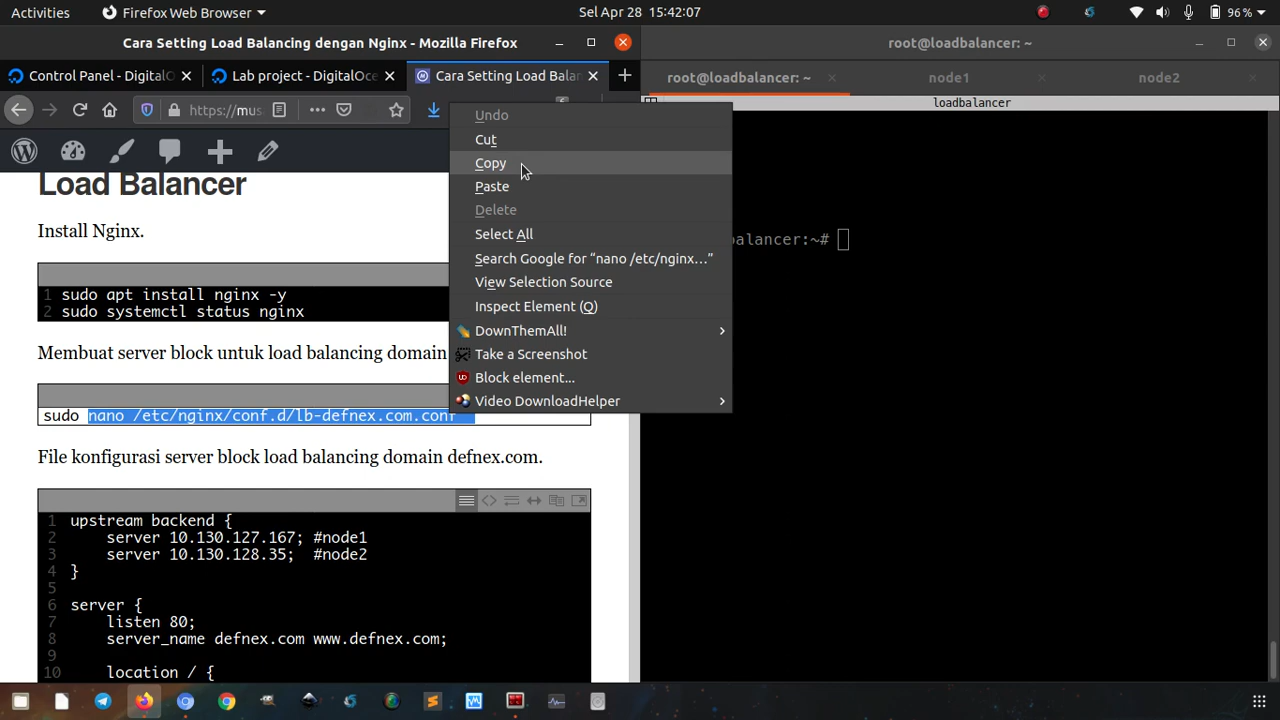 Activities
Firefox Web Browser
Sel Apr 28 15:42:07
96%
Cara Setting Load Balancing dengan Nginx - Mozilla Firefox
root@loadbalancer: ~
Control Panel - DigitalO
Lab project - DigitalOce
Cara Setting Load Balan
root@loadbalancer: ~
node1
node2
https://mus
loadbalancer
Undo
Cut
Copy
Paste
Delete
Select All
Search Google for “nano /etc/nginx…”
View Selection Source
Inspect Element (Q)
DownThemAll!
Take a Screenshot
Block element...
Video DownloadHelper
balancer:~#
Load Balancer
Install Nginx.
1 sudo apt install nginx -y
2 sudo systemctl status nginx
Membuat server block untuk load balancing domain
sudo nano /etc/nginx/conf.d/lb-defnex.com.conf
File konfigurasi server block load balancing domain defnex.com.
1 upstream backend {
2 server 10.130.127.167; #node1
3 server 10.130.128.35; #node2
4 }
5
6 server {
7 listen 80;
8 server_name defnex.com www.defnex.com;
9
10 location / {